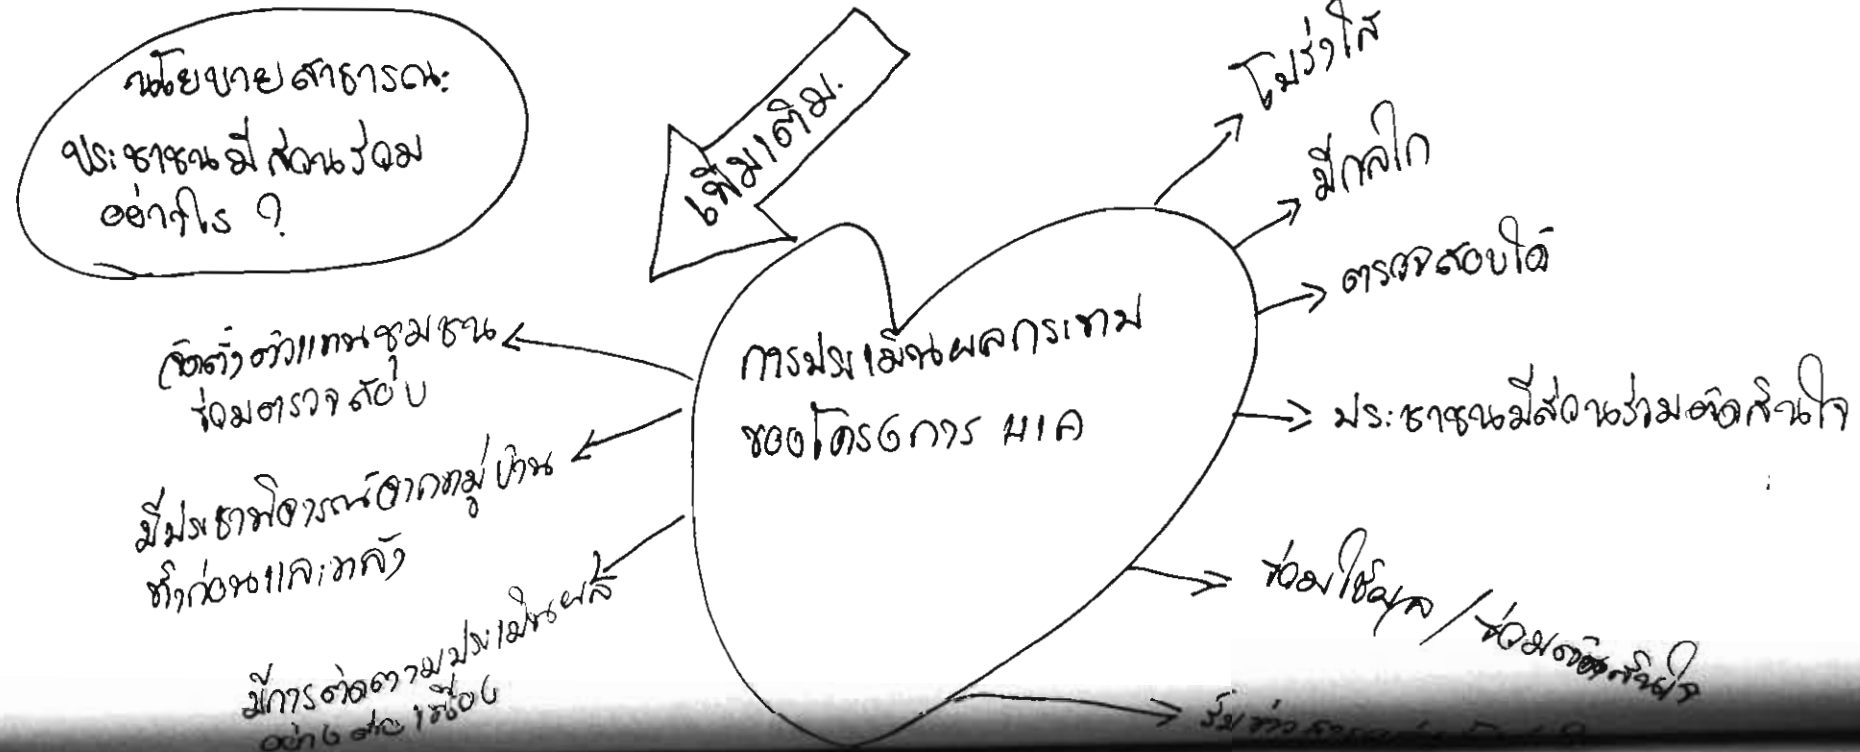 นโยบายสาธารณะ
ประชาชนมีส่วนร่วม
อย่างไร ?
เพิ่มเติม.
โปร่งใส
มีกลไก
ตรวจสอบได้
ประชาชนมีส่วนร่วมตัดสินใจ
ร่วมให้ข้อมูล / ร่วมตัดสินใจ
การประเมินผลกระทบ
ของโครงการ
จัดตั้งตัวแทนชุมชน
ร่วมตรวจสอบ
มีประชาพิจารณ์จากหมู่บ้าน
ทั้งก่อนและหลัง
มีการติดตามประเมินผล
อย่างต่อเนื่อง